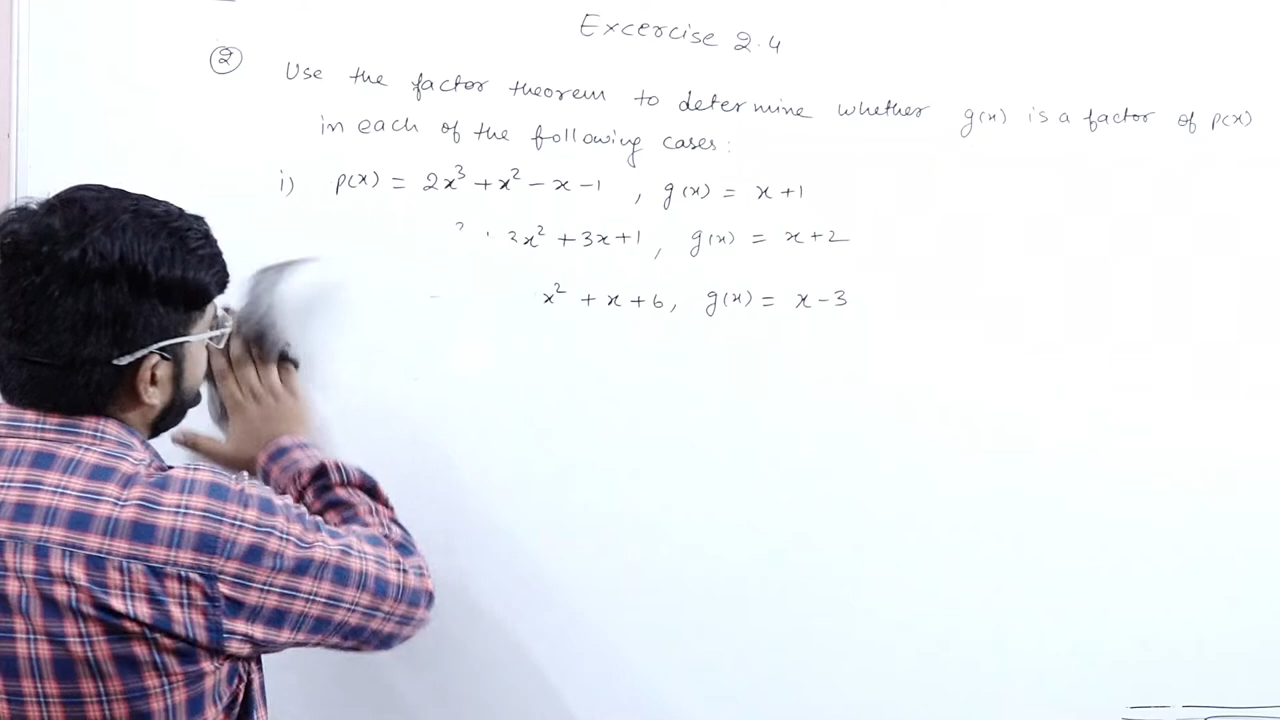 Excercise 2.4
② Use the factor theorem to determine whether g(x) is a factor of p(x)
in each of the following cases:
i) p(x) = 2x³ + x² - x - 1 , g(x) = x + 1
x² + 3x + 1 , g(x) = x + 2
x² + x + 6, g(x) = x - 3